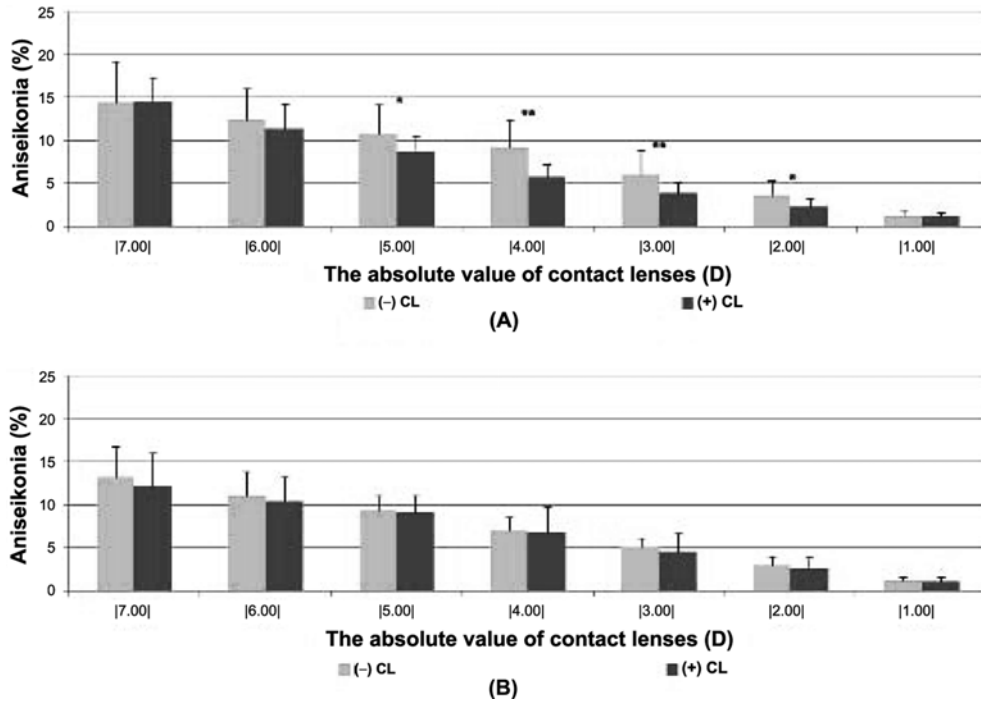 25
20
15
10
5
0
Aniseikonia (%)
* ** ** *
|7.00| |6.00| |5.00| |4.00| |3.00| |2.00| |1.00|
The absolute value of contact lenses (D)
(−) CL (+) CL
(A)
25
20
15
10
5
0
Aniseikonia (%)
|7.00| |6.00| |5.00| |4.00| |3.00| |2.00| |1.00|
The absolute value of contact lenses (D)
(−) CL (+) CL
(B)